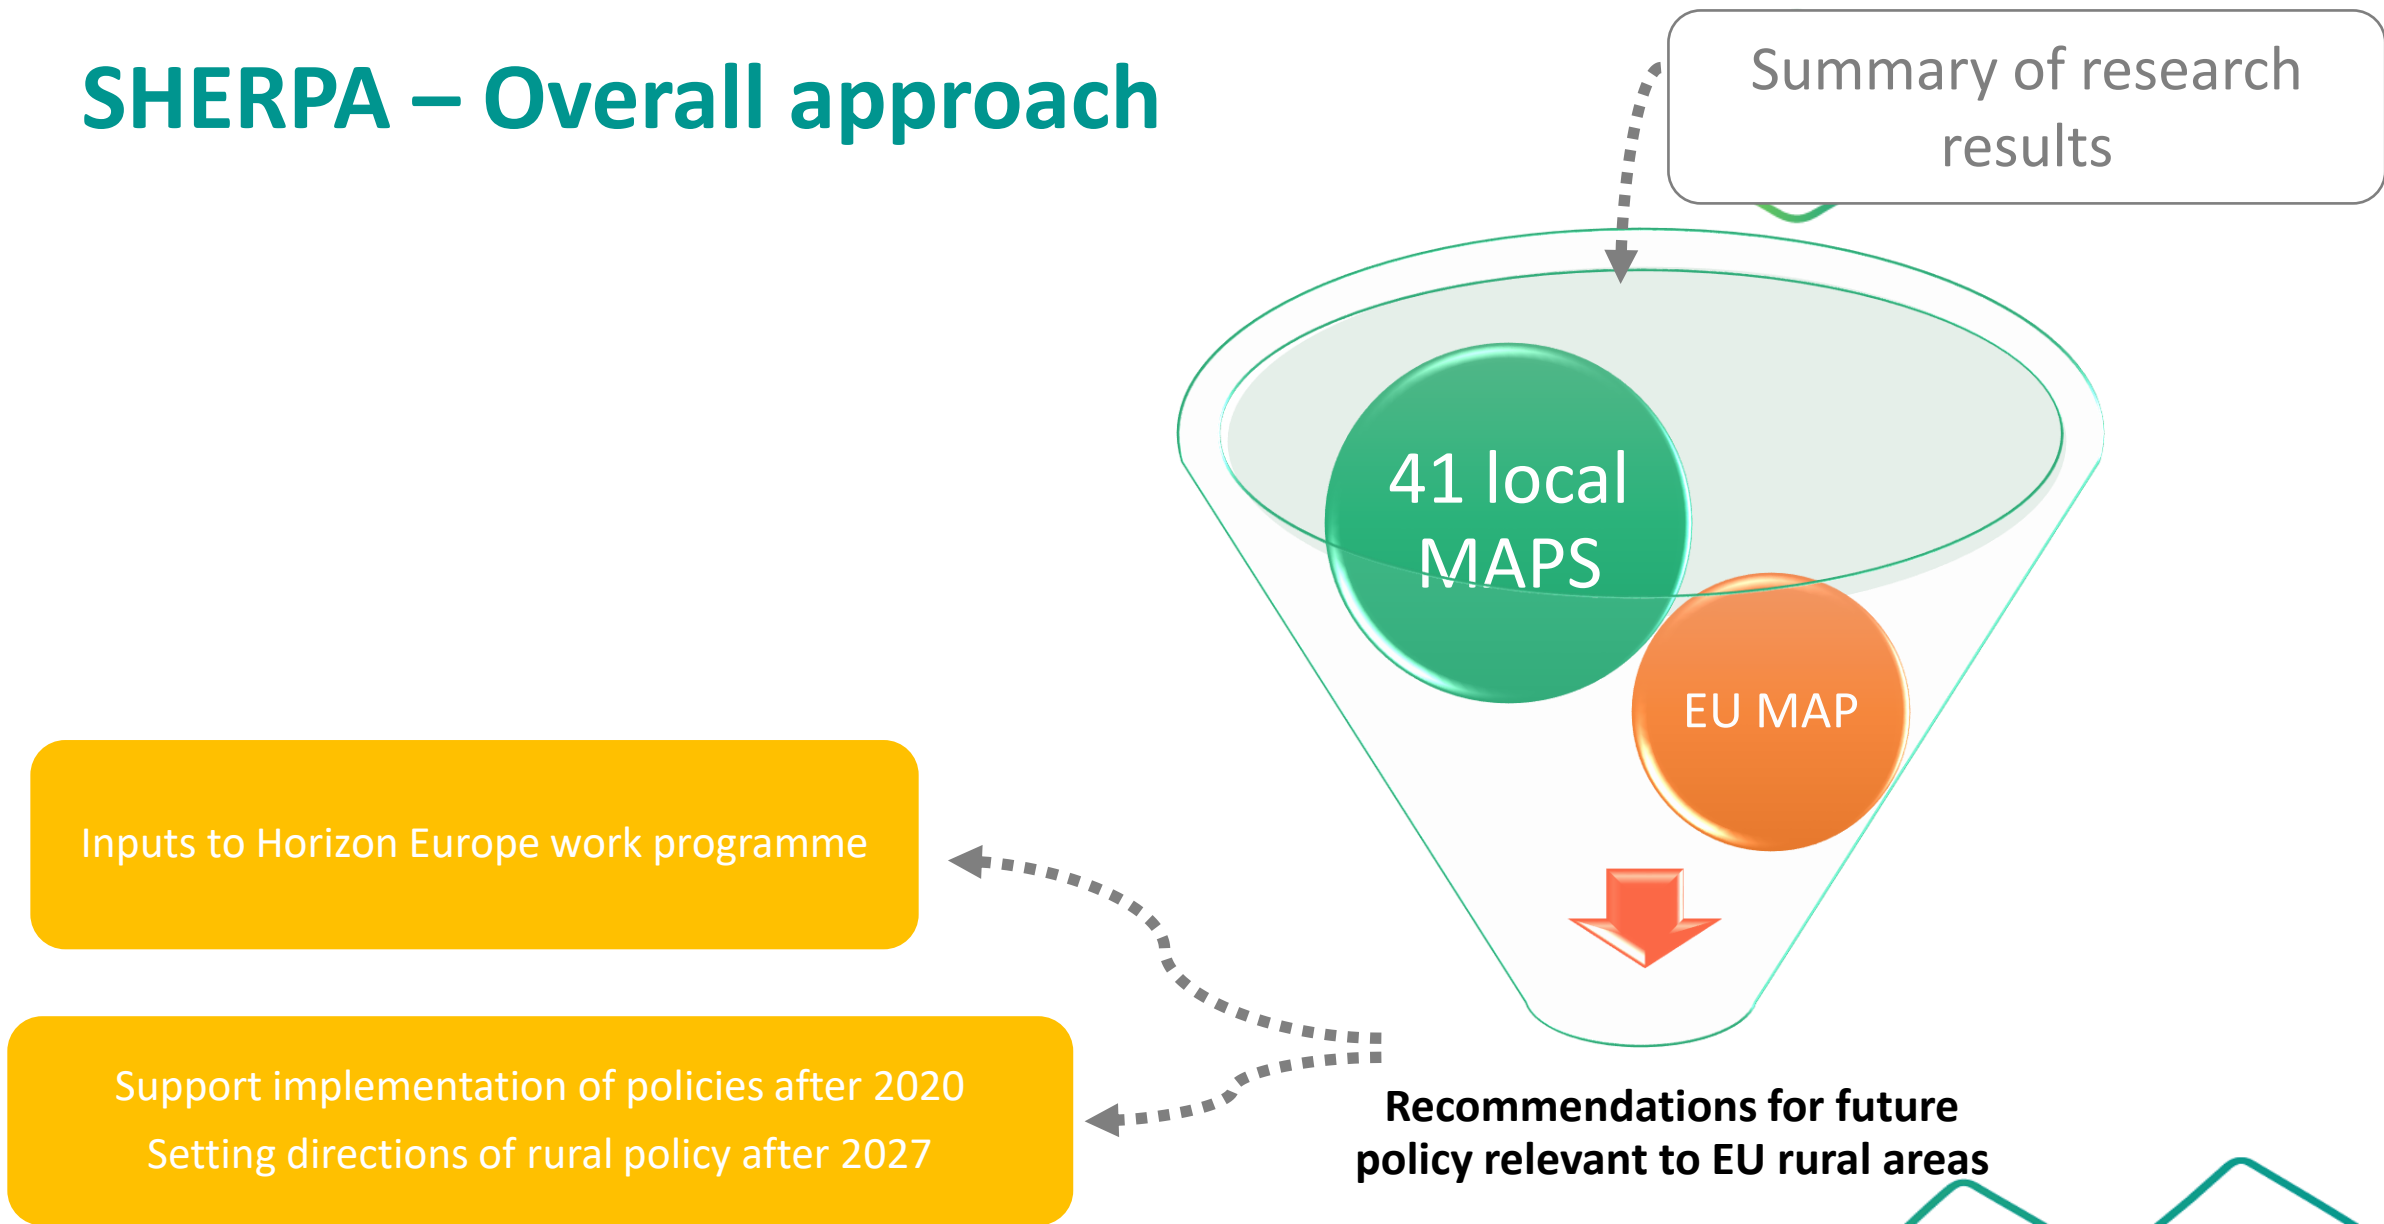 SHERPA – Overall approach
Summary of research
results
41 local
MAPS
EU MAP
Inputs to Horizon Europe work programme
Support implementation of policies after 2020
Setting directions of rural policy after 2027
Recommendations for future
policy relevant to EU rural areas